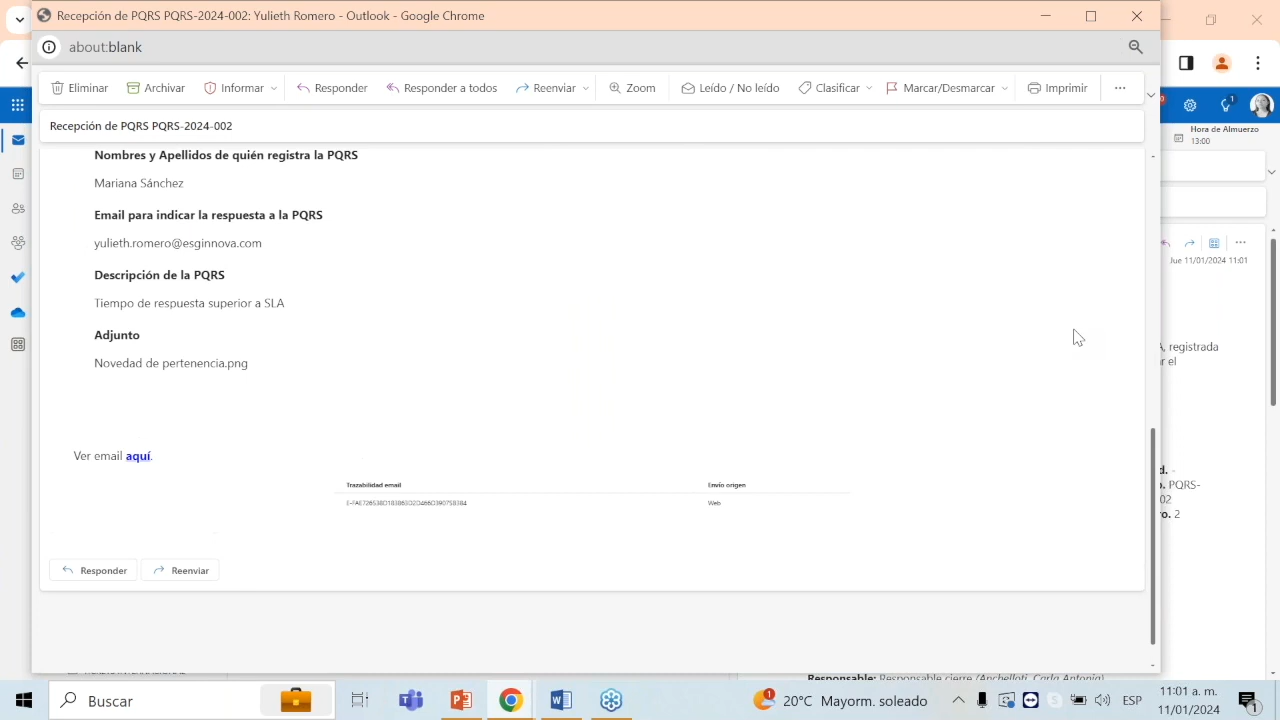 Recepción de PQRS PQRS-2024-002: Yulieth Romero - Outlook - Google Chrome
about:blank
Eliminar Archivar Informar Responder Responder a todos Reenviar Zoom Leído / No leído Clasificar Marcar/Desmarcar Imprimir
Recepción de PQRS PQRS-2024-002
Hora de Almuerzo
13:00
Nombres y Apellidos de quién registra la PQRS
Mariana Sánchez
Email para indicar la respuesta a la PQRS
yulieth.romero@esginnova.com
Jue 11/01/2024 11:01
Descripción de la PQRS
Tiempo de respuesta superior a SLA
Adjunto
, registrada
r el
Novedad de pertenencia.png
Ver email aquí.
d. -
. PQRS-
02
ro. 2
Trazabilidad email Envío origen
Web
Responder Reenviar
Responsable: Responsable cierre (Anchelloti, Carla Antonia)
Buscar
20°C Mayorm. soleado
ESP
11:01 a. m.
11/01/2024